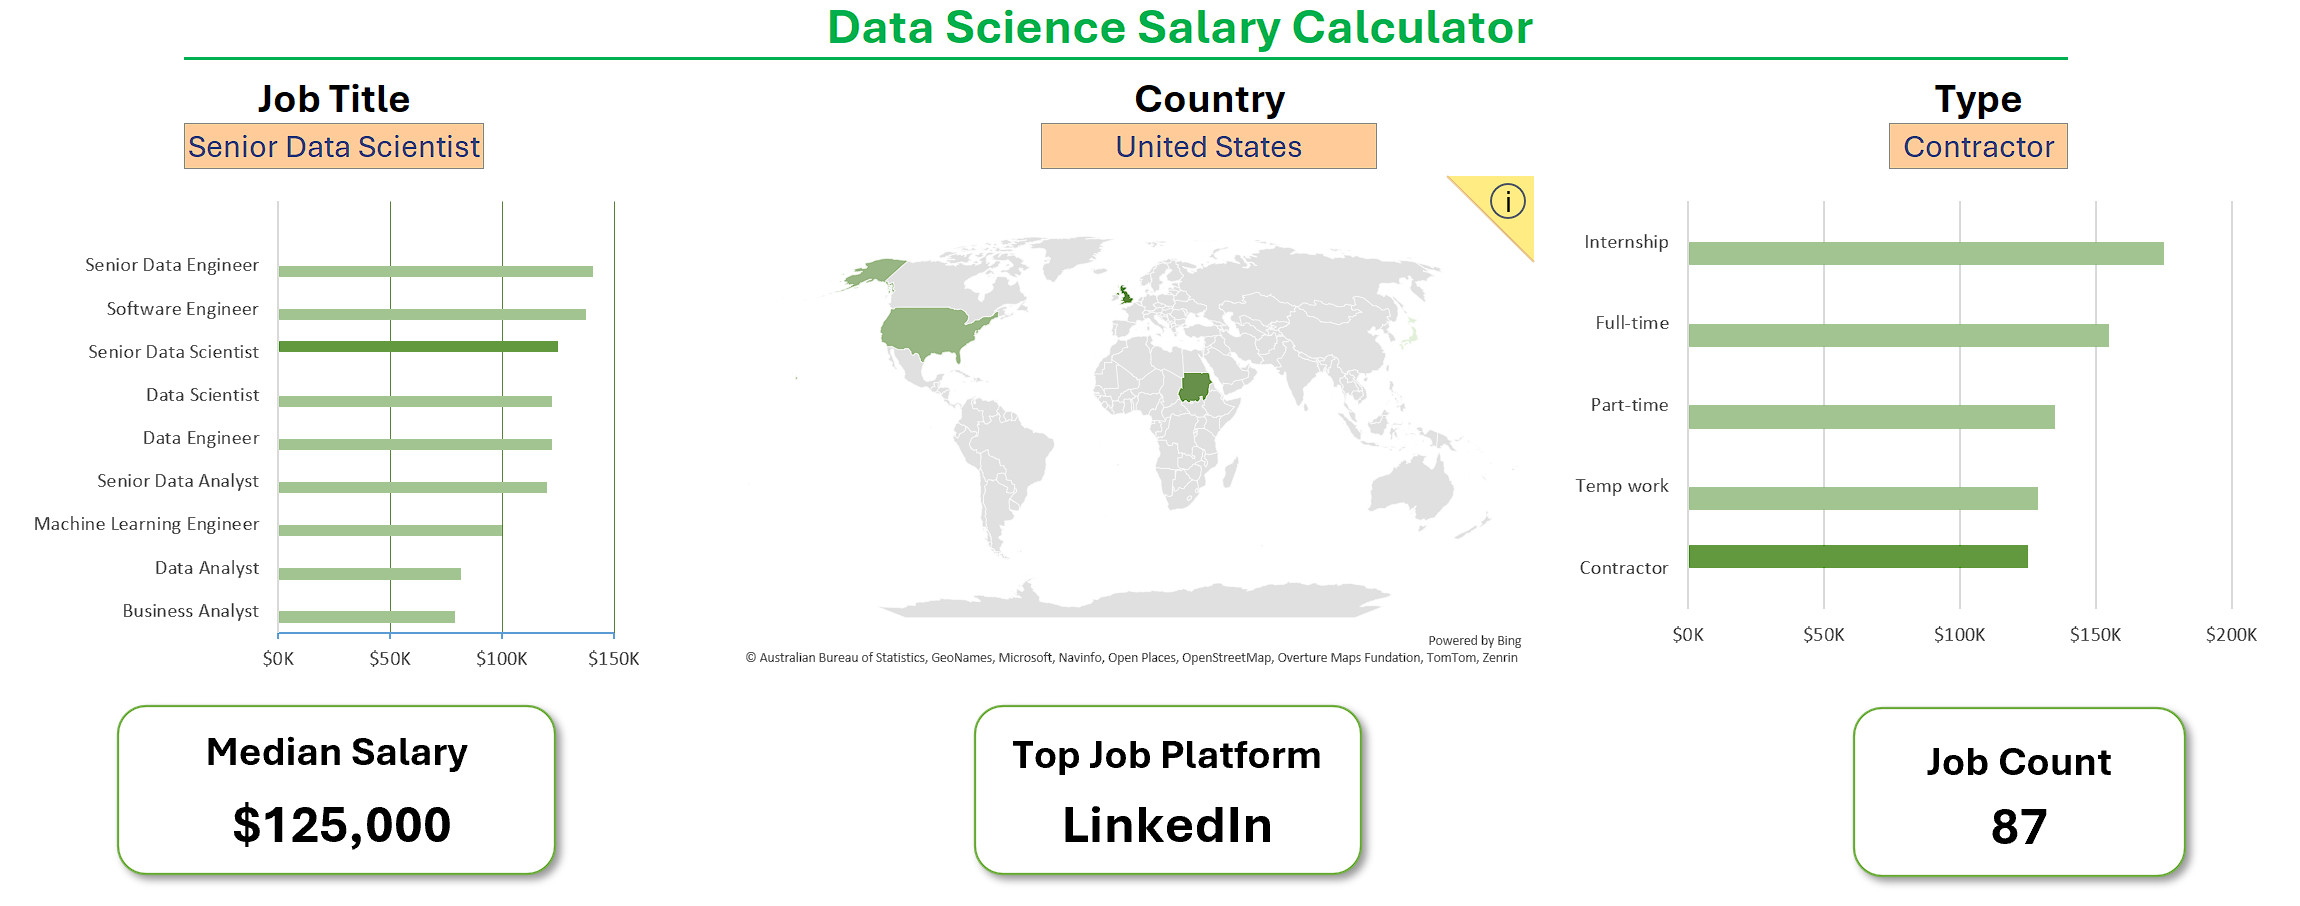 Data Science Salary Calculator
Job Title
Senior Data Scientist
Senior Data Engineer
Software Engineer
Senior Data Scientist
Data Scientist
Data Engineer
Senior Data Analyst
Machine Learning Engineer
Data Analyst
Business Analyst
$0K $50K $100K $150K
Country
United States
i
Powered by Bing
© Australian Bureau of Statistics, GeoNames, Microsoft, Navinfo, Open Places, OpenStreetMap, Overture Maps Fundation, TomTom, Zenrin
Type
Contractor
Internship
Full-time
Part-time
Temp work
Contractor
$0K $50K $100K $150K $200K
Median Salary
$125,000
Top Job Platform
LinkedIn
Job Count
87